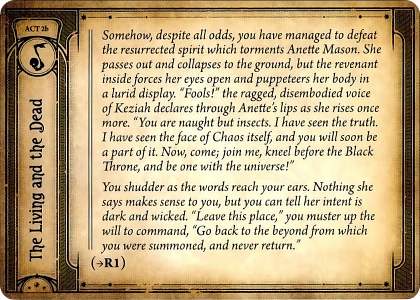 ACT 2b
The Living and the Dead
Somehow, despite all odds, you have managed to defeat
the resurrected spirit which torments Anette Mason. She
passes out and collapses to the ground, but the revenant
inside forces her eyes open and puppeteers her body in
a lurid display. “Fools!” the ragged, disembodied voice
of Keziah declares through Anette’s lips as she rises once
more. “You are naught but insects. I have seen the truth.
I have seen the face of Chaos itself, and you will soon be
a part of it. Now, come; join me, kneel before the Black
Throne, and be one with the universe!”
You shudder as the words reach your ears. Nothing she
says makes sense to you, but you can tell her intent is
dark and wicked. “Leave this place,” you muster up the
will to command, “Go back to the beyond from which
you were summoned, and never return.”
(→R1)